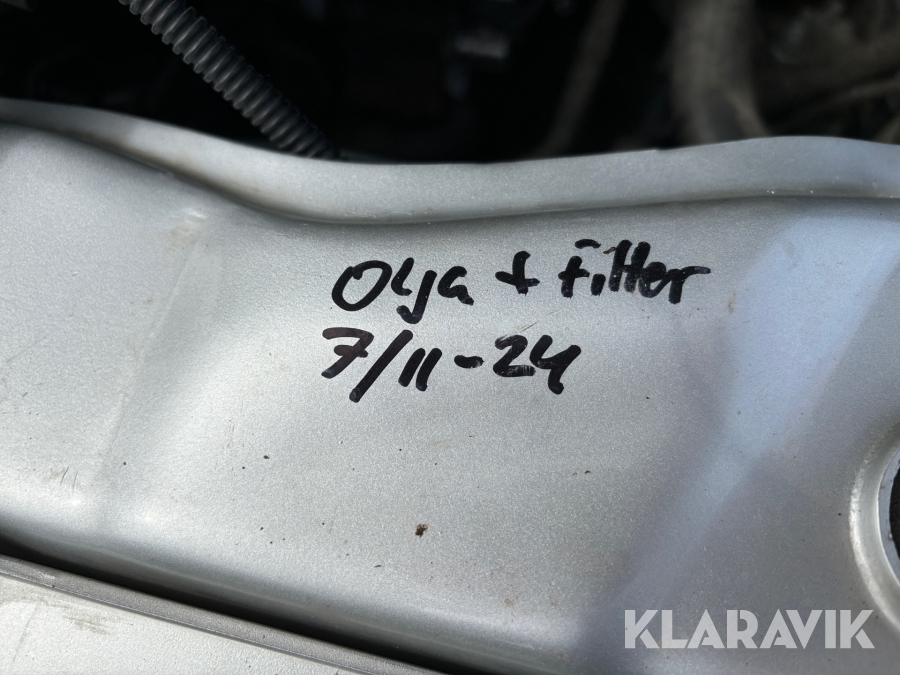 Olja + Filter
7/11-24
KLARAVIK